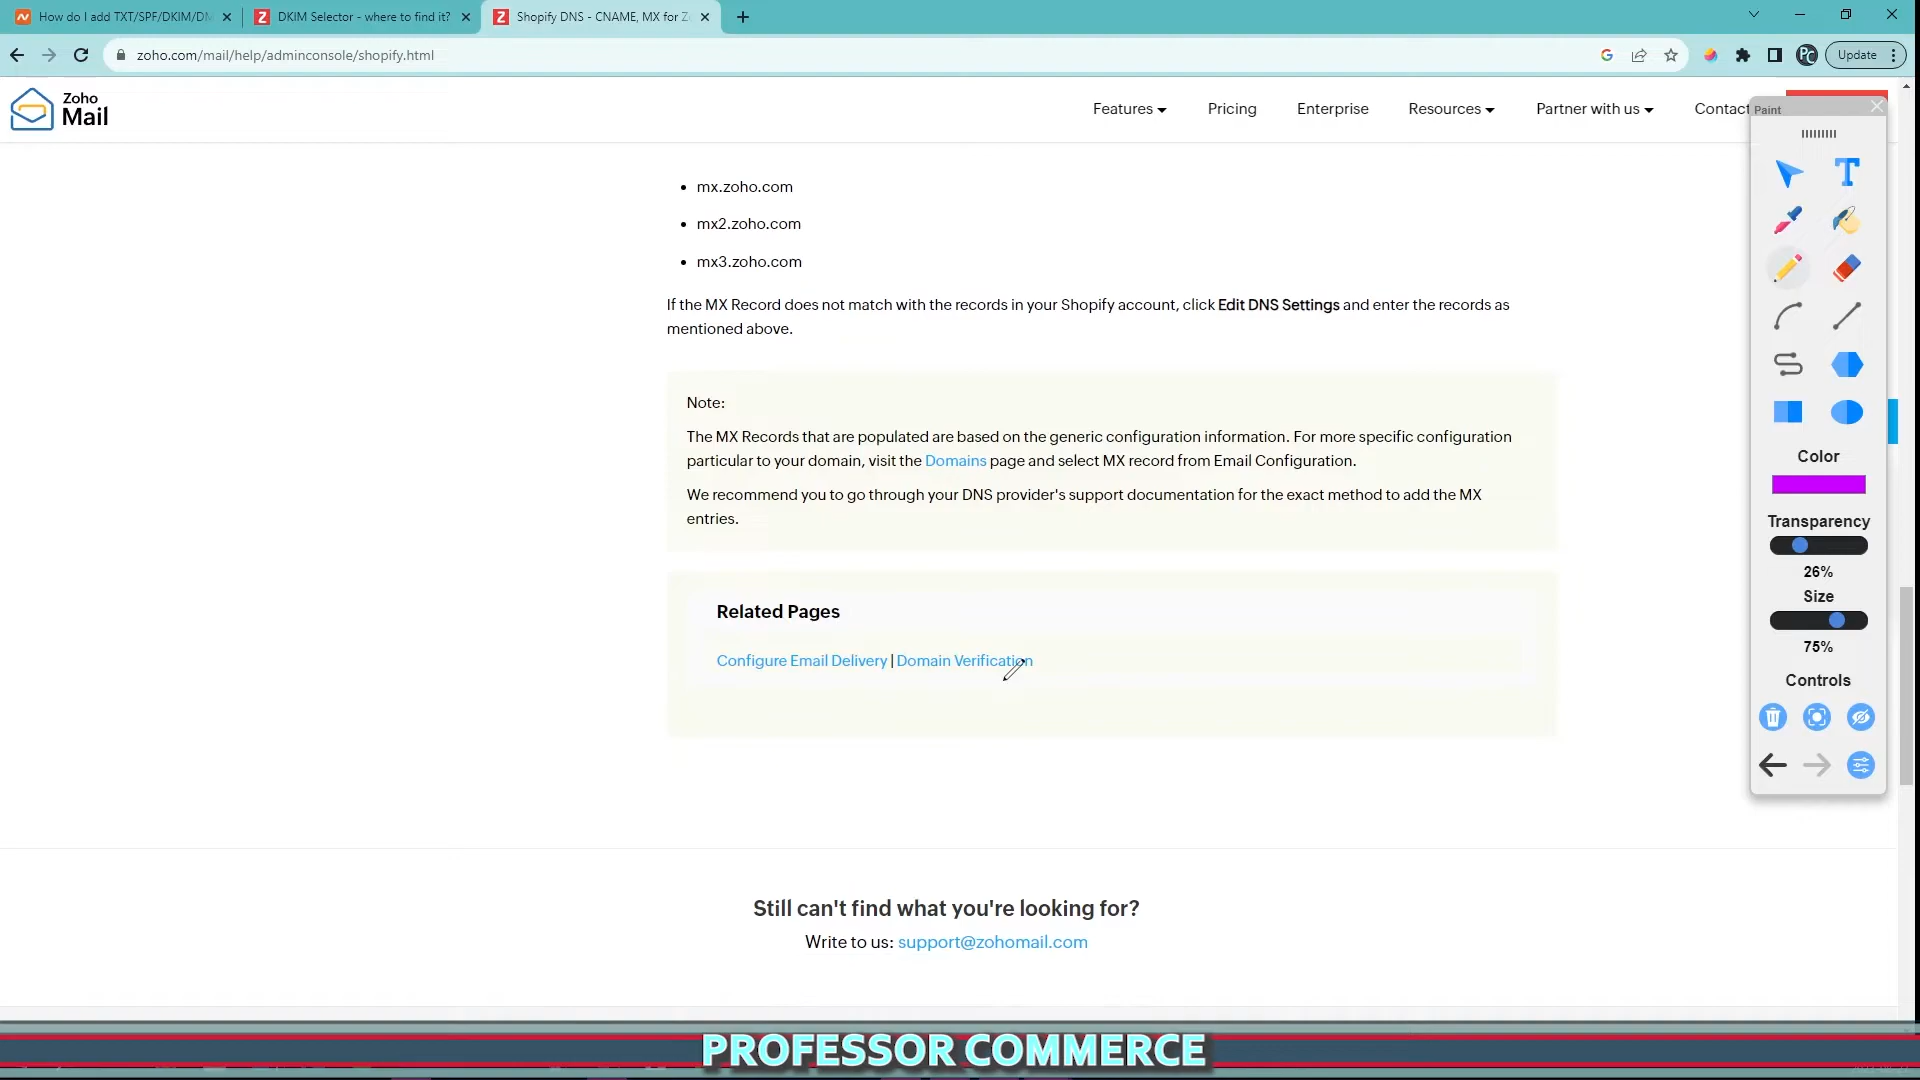 How do I add TXT/SPF/DKIM/DM
DKIM Selector - where to find it?
Shopify DNS - CNAME, MX for Z
zoho.com/mail/help/adminconsole/shopify.html
Update
Zoho
Mail
Features
Pricing
Enterprise
Resources
Partner with us
Contact
mx.zoho.com
mx2.zoho.com
mx3.zoho.com
If the MX Record does not match with the records in your Shopify account, click Edit DNS Settings and enter the records as
mentioned above.
Note:
The MX Records that are populated are based on the generic configuration information. For more specific configuration
particular to your domain, visit the Domains page and select MX record from Email Configuration.
We recommend you to go through your DNS provider's support documentation for the exact method to add the MX
entries.
Related Pages
Configure Email Delivery | Domain Verification
Still can't find what you're looking for?
Write to us: support@zohomail.com
Paint
T
Color
Transparency
26%
Size
75%
Controls
PROFESSOR COMMERCE